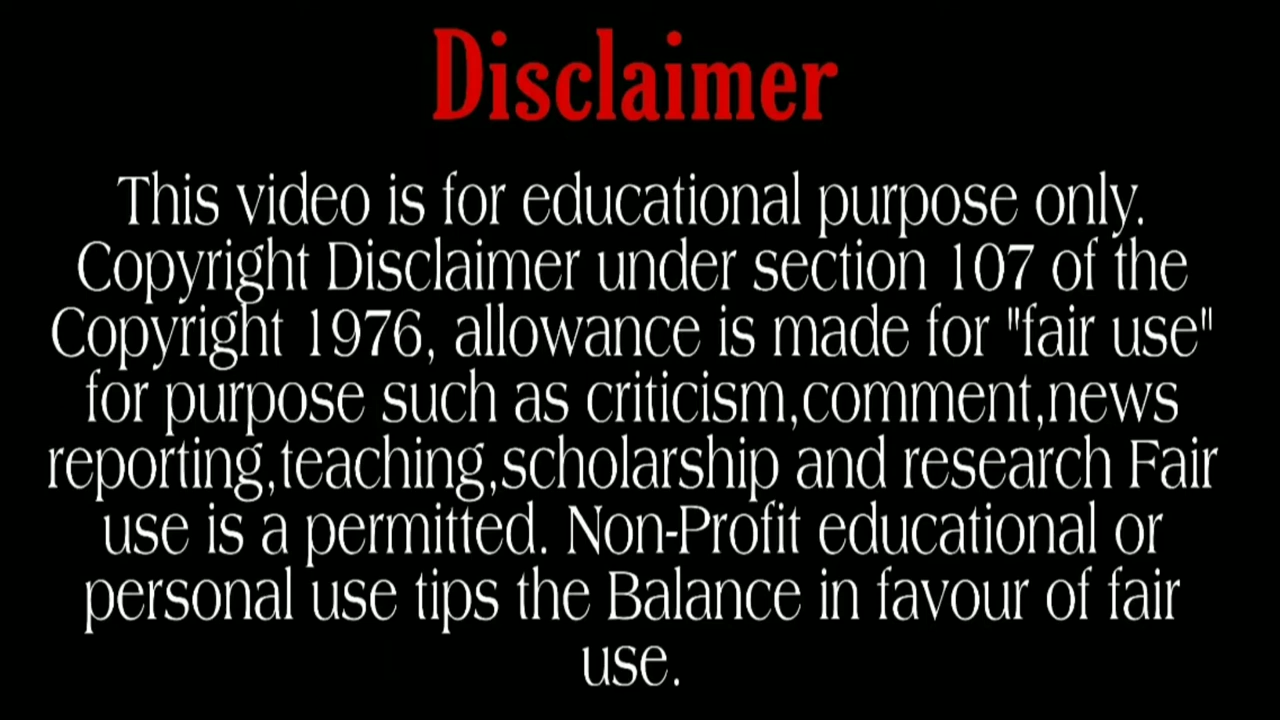 Disclaimer
This video is for educational purpose only.
Copyright Disclaimer under section 107 of the
Copyright 1976, allowance is made for "fair use"
for purpose such as criticism,comment,news
reporting,teaching,scholarship and research Fair
use is a permitted. Non-Profit educational or
personal use tips the Balance in favour of fair
use.